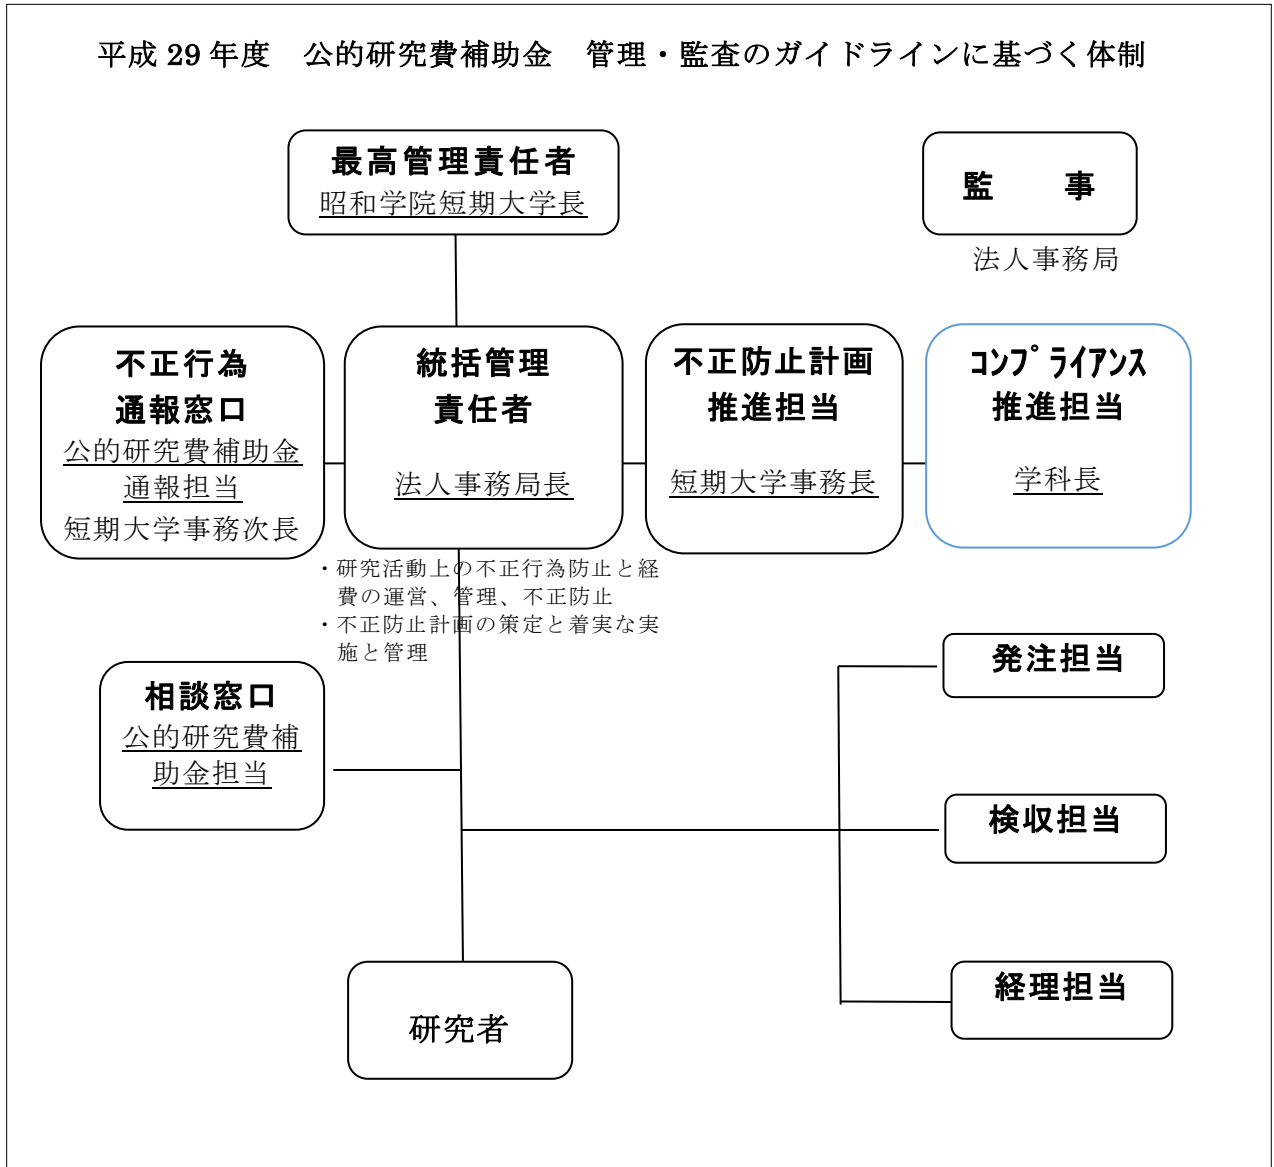 平成 29 年度　公的研究費補助金　管理・監査のガイドラインに基づく体制
最高管理責任者
昭和学院短期大学長
監　　事
法人事務局
不正行為
通報窓口
公的研究費補助金
通報担当
短期大学事務次長
統括管理
責任者
法人事務局長
不正防止計画
推進担当
短期大学事務長
ｺﾝﾌﾟﾗｲｱﾝｽ
推進担当
学科長
・研究活動上の不正行為防止と経
費の運営、管理、不正防止
・不正防止計画の策定と着実な実
施と管理
相談窓口
公的研究費補
助金担当
発注担当
検収担当
経理担当
研究者